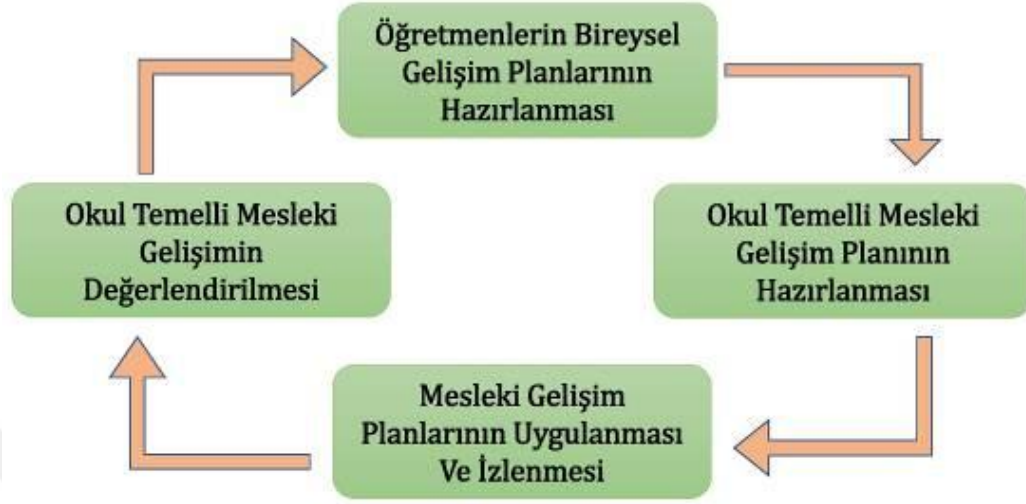 Öğretmenlerin Bireysel
Gelişim Planlarının
Hazırlanması
Okul Temelli Mesleki
Gelişim Planının
Hazırlanması
Mesleki Gelişim
Planlarının Uygulanması
Ve İzlenmesi
Okul Temelli Mesleki
Gelişimin
Değerlendirilmesi